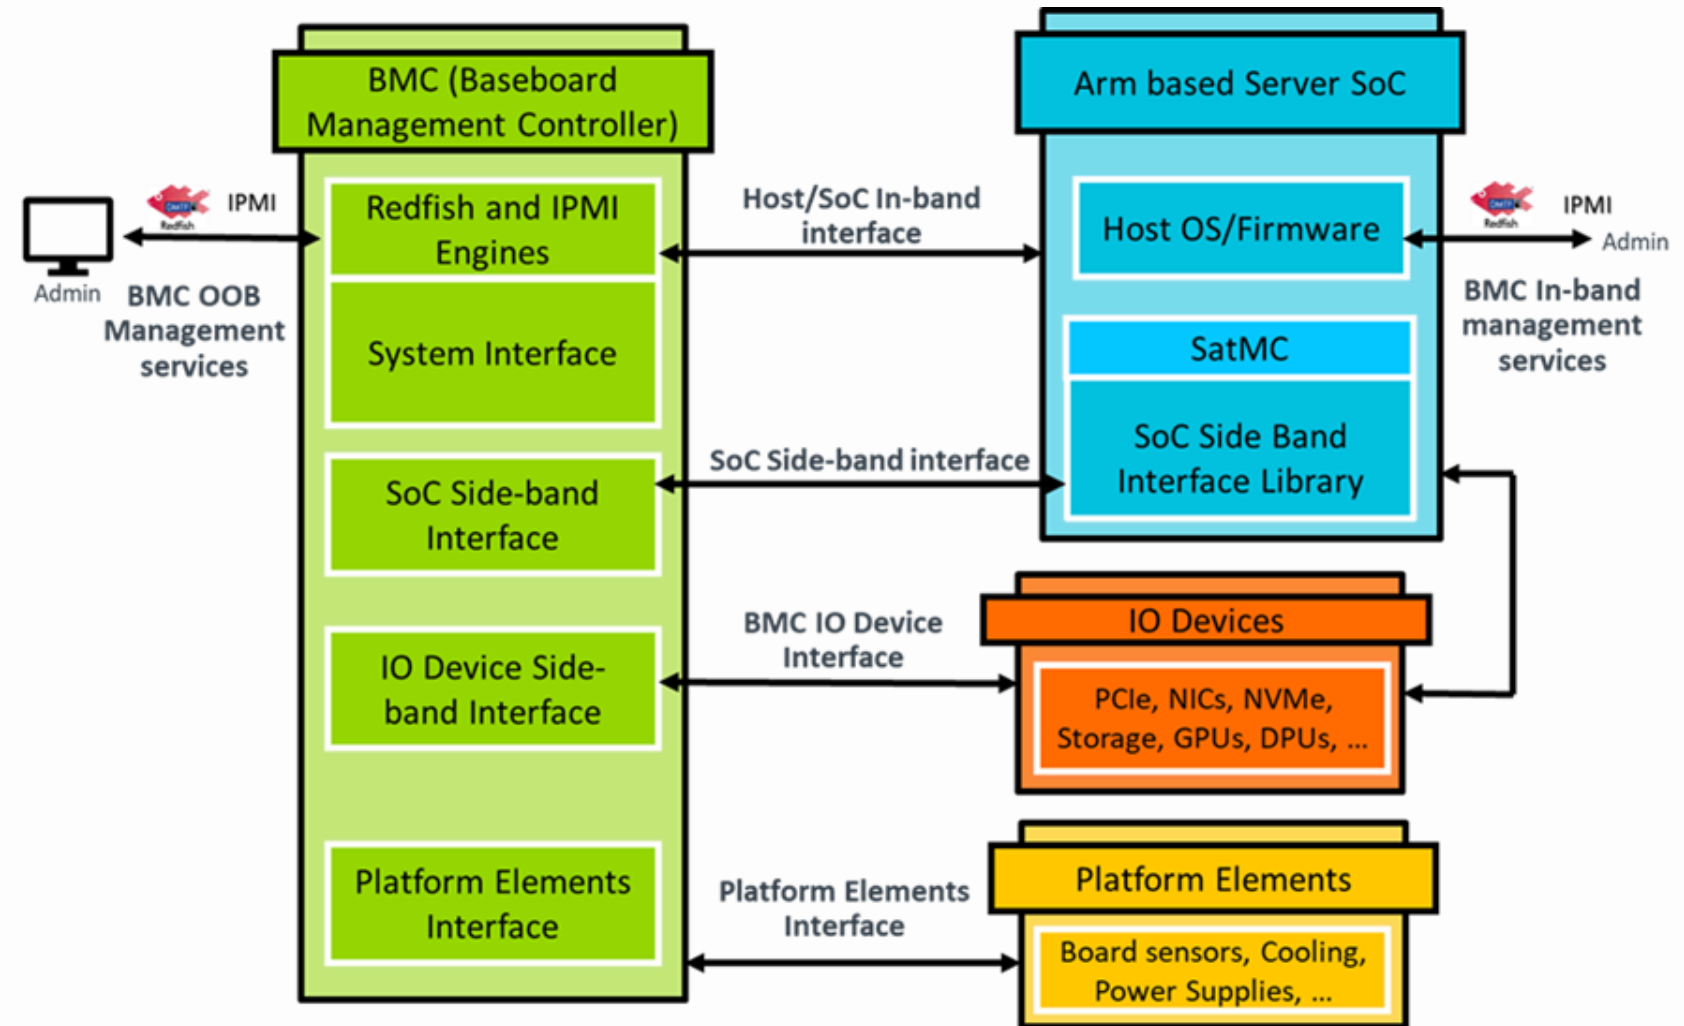 BMC (Baseboard
Management Controller)
Redfish and IPMI
Engines
System Interface
SoC Side-band
Interface
IO Device Side-
band Interface
Platform Elements
Interface
DMTF
Redfish
IPMI
Admin
BMC OOB
Management
services
Host/SoC In-band
interface
SoC Side-band interface
BMC IO Device
Interface
Platform Elements
Interface
Arm based Server SoC
Host OS/Firmware
SatMC
SoC Side Band
Interface Library
DMTF
Redfish
IPMI
Admin
BMC In-band
management
services
IO Devices
PCIe, NICs, NVMe,
Storage, GPUs, DPUs, ...
Platform Elements
Board sensors, Cooling,
Power Supplies, ...